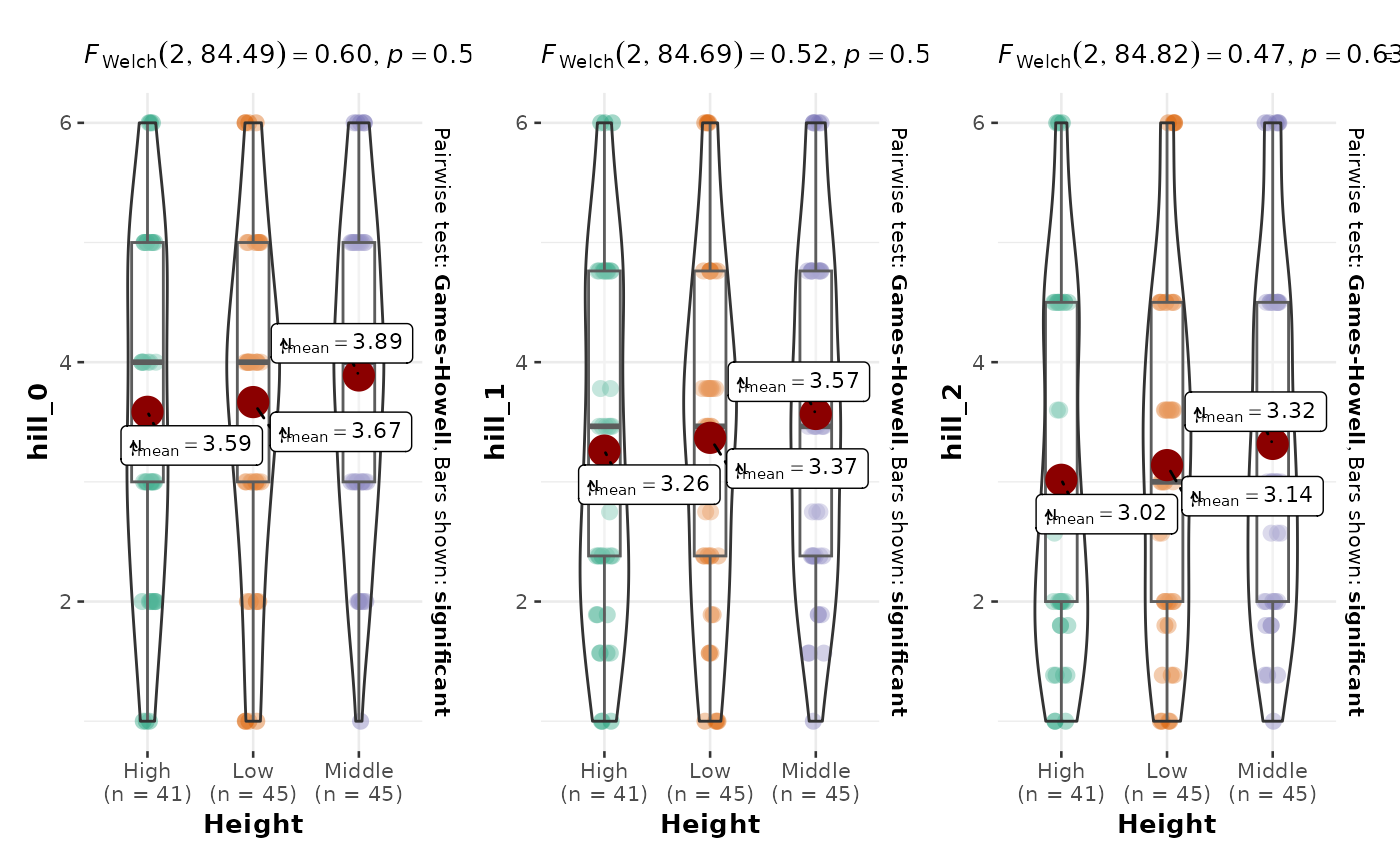 F Welch(2, 84.49) = 0.60, p = 0.5
hill_0
6
4
2
μ̂ mean = 3.59
μ̂ mean = 3.67
μ̂ mean = 3.89
Pairwise test: Games-Howell, Bars shown: significant
High Low Middle
(n = 41) (n = 45) (n = 45)
Height
F Welch(2, 84.69) = 0.52, p = 0.5
hill_1
6
4
2
μ̂ mean = 3.26
μ̂ mean = 3.37
μ̂ mean = 3.57
Pairwise test: Games-Howell, Bars shown: significant
High Low Middle
(n = 41) (n = 45) (n = 45)
Height
F Welch(2, 84.82) = 0.47, p = 0.63
hill_2
6
4
2
μ̂ mean = 3.02
μ̂ mean = 3.14
μ̂ mean = 3.32
Pairwise test: Games-Howell, Bars shown: significant
High Low Middle
(n = 41) (n = 45) (n = 45)
Height